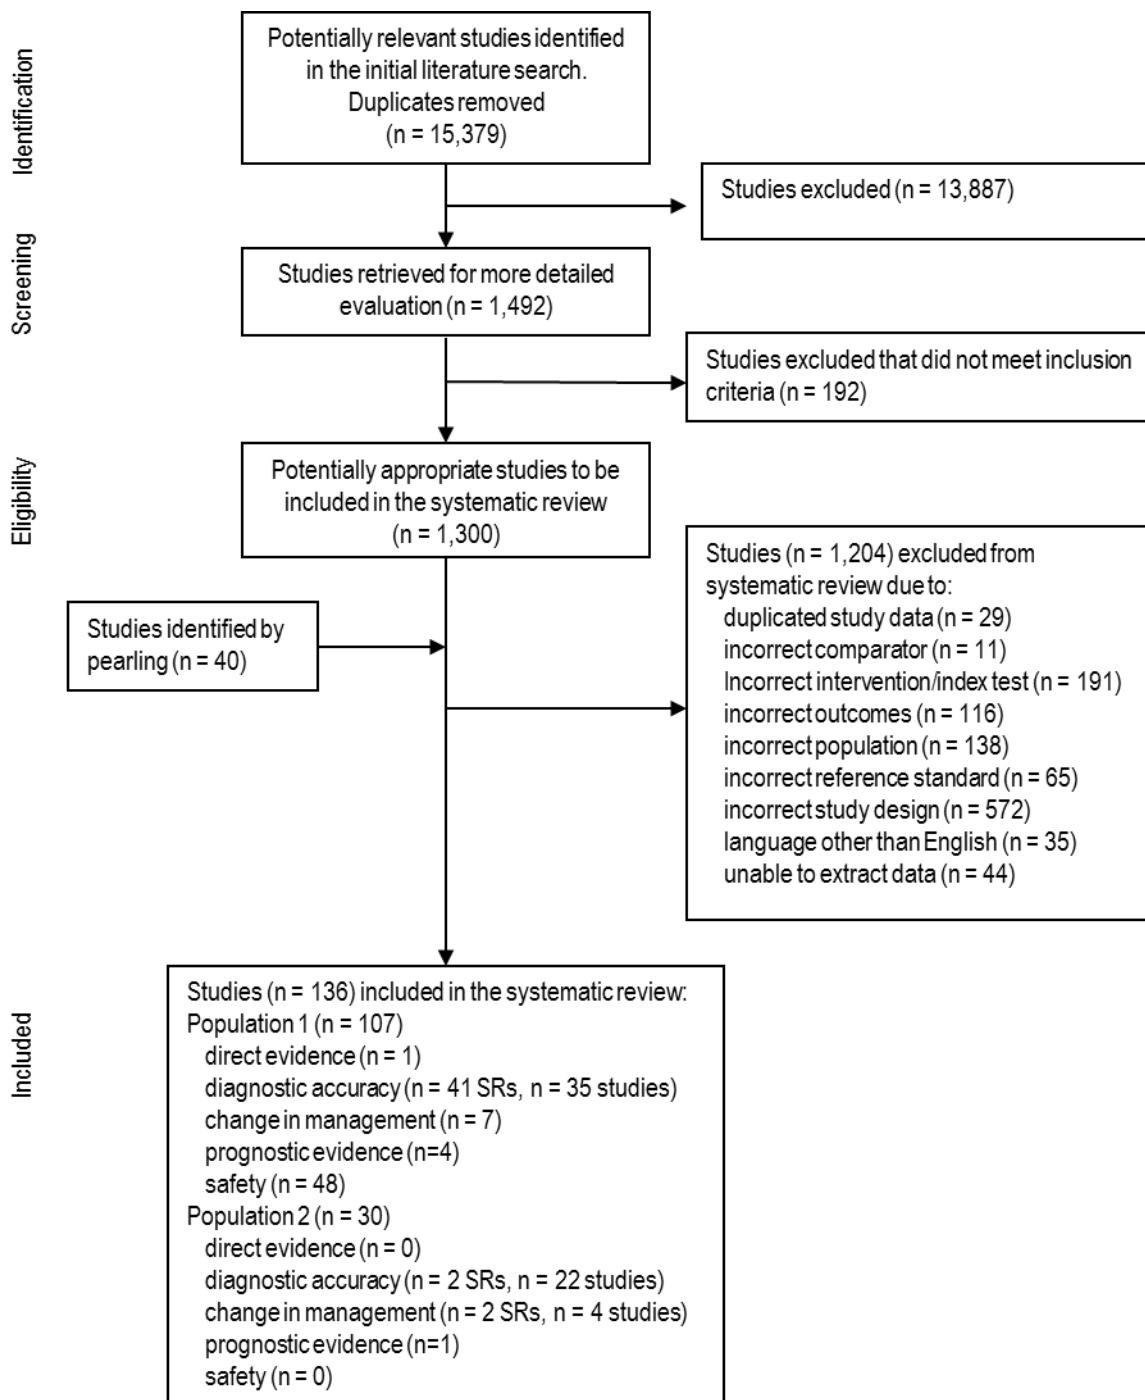 Identification
Potentially relevant studies identified
in the initial literature search.
Duplicates removed
(n = 15,379)
Studies excluded (n = 13,887)
Screening
Studies retrieved for more detailed
evaluation (n = 1,492)
Studies excluded that did not meet inclusion
criteria (n = 192)
Eligibility
Potentially appropriate studies to be
included in the systematic review
(n = 1,300)
Studies identified by
pearling (n = 40)
Studies (n = 1,204) excluded from
systematic review due to:
duplicated study data (n = 29)
incorrect comparator (n = 11)
Incorrect intervention/index test (n = 191)
incorrect outcomes (n = 116)
incorrect population (n = 138)
incorrect reference standard (n = 65)
incorrect study design (n = 572)
language other than English (n = 35)
unable to extract data (n = 44)
Included
Studies (n = 136) included in the systematic review:
Population 1 (n = 107)
direct evidence (n = 1)
diagnostic accuracy (n = 41 SRs, n = 35 studies)
change in management (n = 7)
prognostic evidence (n=4)
safety (n = 48)
Population 2 (n = 30)
direct evidence (n = 0)
diagnostic accuracy (n = 2 SRs, n = 22 studies)
change in management (n = 2 SRs, n = 4 studies)
prognostic evidence (n=1)
safety (n = 0)